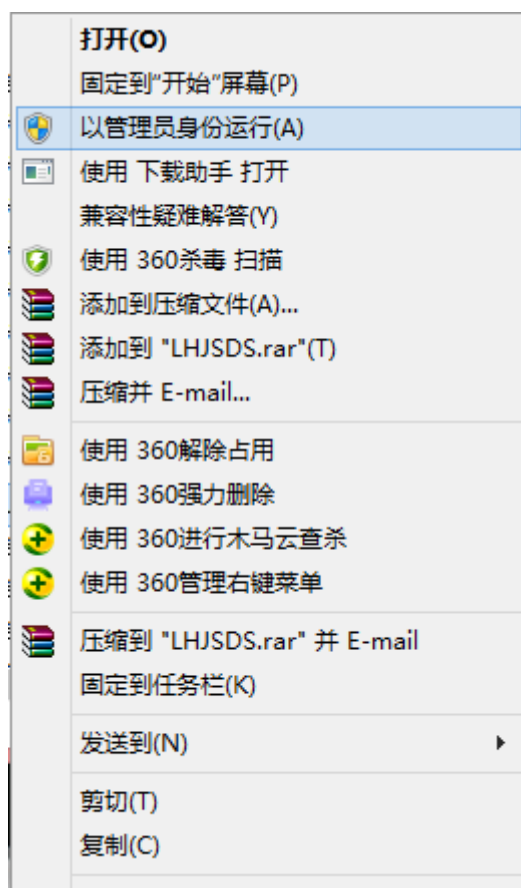 打开(O)
固定到"开始"屏幕(P)
以管理员身份运行(A)
使用 下载助手 打开
兼容性疑难解答(Y)
使用 360杀毒 扫描
添加到压缩文件(A)...
添加到 "LHJSDS.rar"(T)
压缩并 E-mail...
使用 360解除占用
使用 360强力删除
使用 360进行木马云查杀
使用 360管理右键菜单
压缩到 "LHJSDS.rar" 并 E-mail
固定到任务栏(K)
发送到(N)
剪切(T)
复制(C)